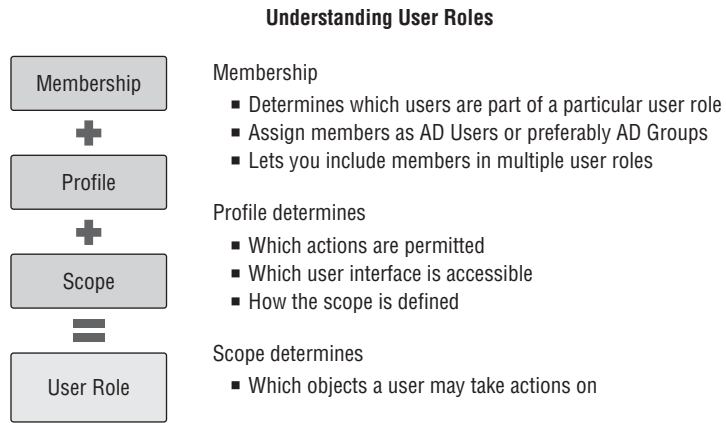 Understanding User Roles
Membership
Profile
Scope
User Role
Membership
▪ Determines which users are part of a particular user role
▪ Assign members as AD Users or preferably AD Groups
▪ Lets you include members in multiple user roles
Profile determines
▪ Which actions are permitted
▪ Which user interface is accessible
▪ How the scope is defined
Scope determines
▪ Which objects a user may take actions on